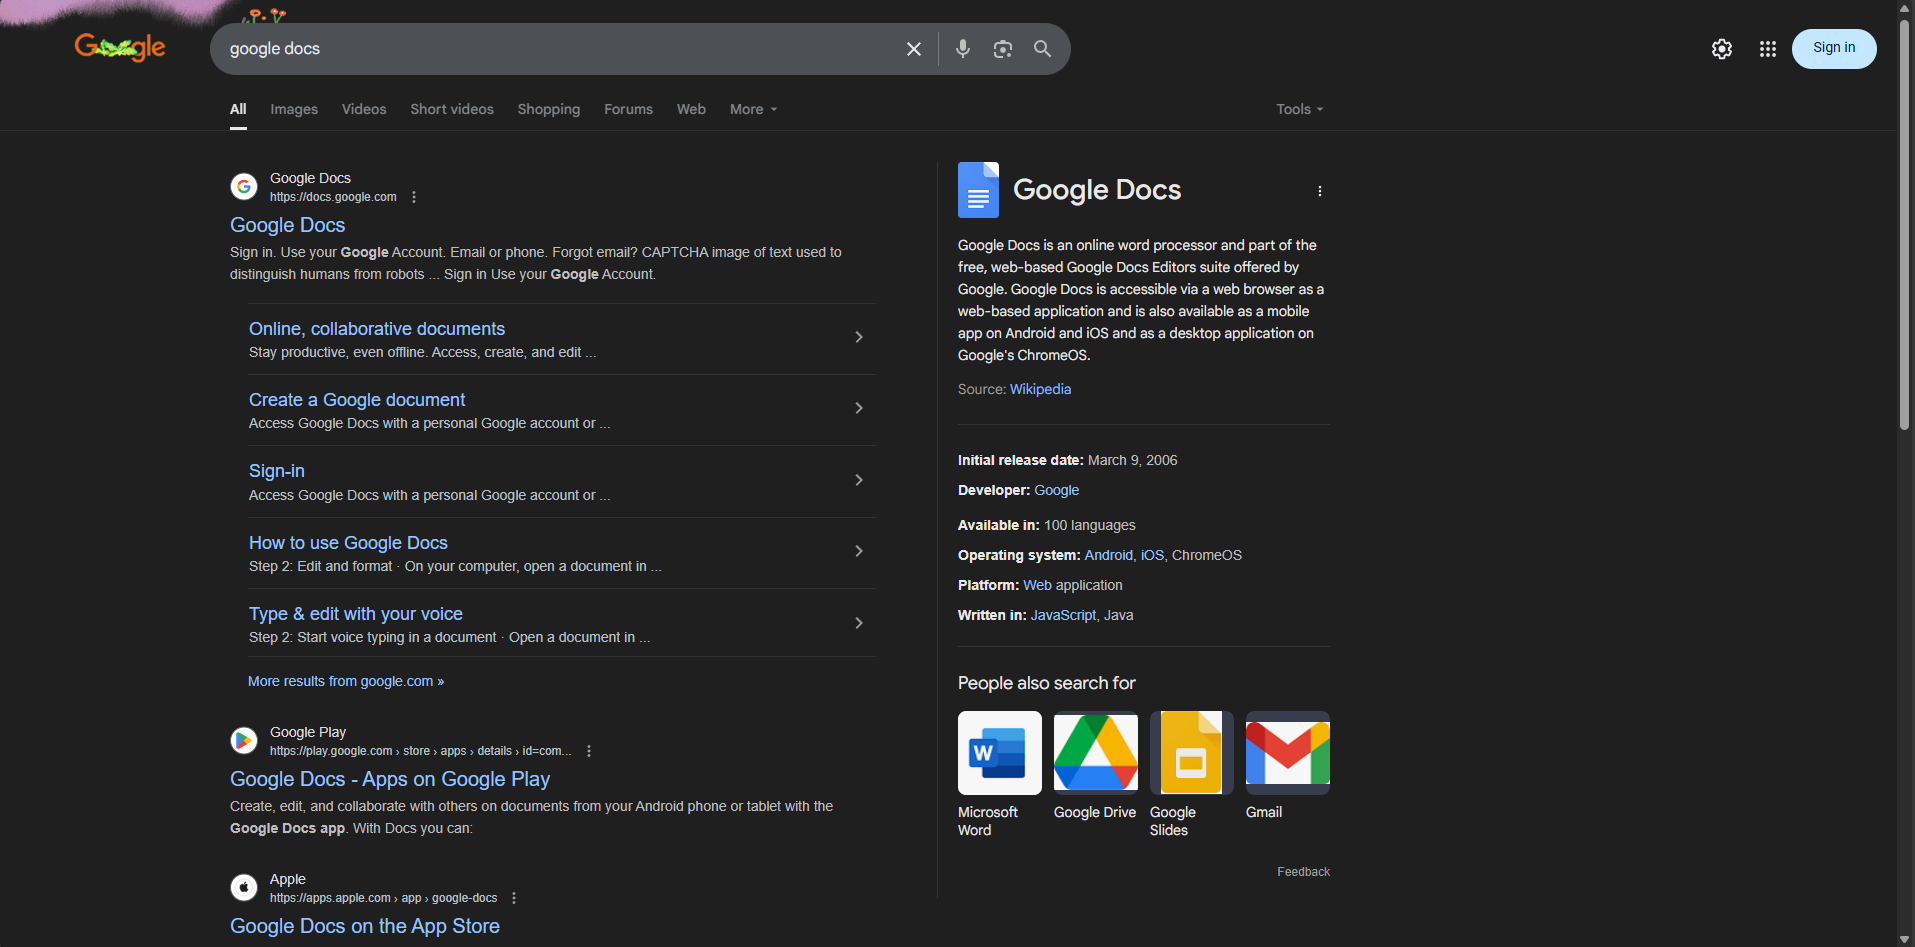 Google
google docs
Sign in
All
Images
Videos
Short videos
Shopping
Forums
Web
More
Tools
Google Docs
https://docs.google.com
Google Docs
Sign in. Use your Google Account. Email or phone. Forgot email? CAPTCHA image of text used to
distinguish humans from robots ... Sign in Use your Google Account.
Online, collaborative documents
Stay productive, even offline. Access, create, and edit ...
Create a Google document
Access Google Docs with a personal Google account or ...
Sign-in
Access Google Docs with a personal Google account or ...
How to use Google Docs
Step 2: Edit and format · On your computer, open a document in ...
Type & edit with your voice
Step 2: Start voice typing in a document · Open a document in ...
More results from google.com »
Google Play
https://play.google.com › store › apps › details › id=com...
Google Docs - Apps on Google Play
Create, edit, and collaborate with others on documents from your Android phone or tablet with the
Google Docs app. With Docs you can:
Apple
https://apps.apple.com › app › google-docs
Google Docs on the App Store
Google Docs
Google Docs is an online word processor and part of the
free, web-based Google Docs Editors suite offered by
Google. Google Docs is accessible via a web browser as a
web-based application and is also available as a mobile
app on Android and iOS and as a desktop application on
Google's ChromeOS.
Source: Wikipedia
Initial release date: March 9, 2006
Developer: Google
Available in: 100 languages
Operating system: Android, iOS, ChromeOS
Platform: Web application
Written in: JavaScript, Java
People also search for
W
Microsoft
Word
Google Drive
Google
Slides
Gmail
Feedback